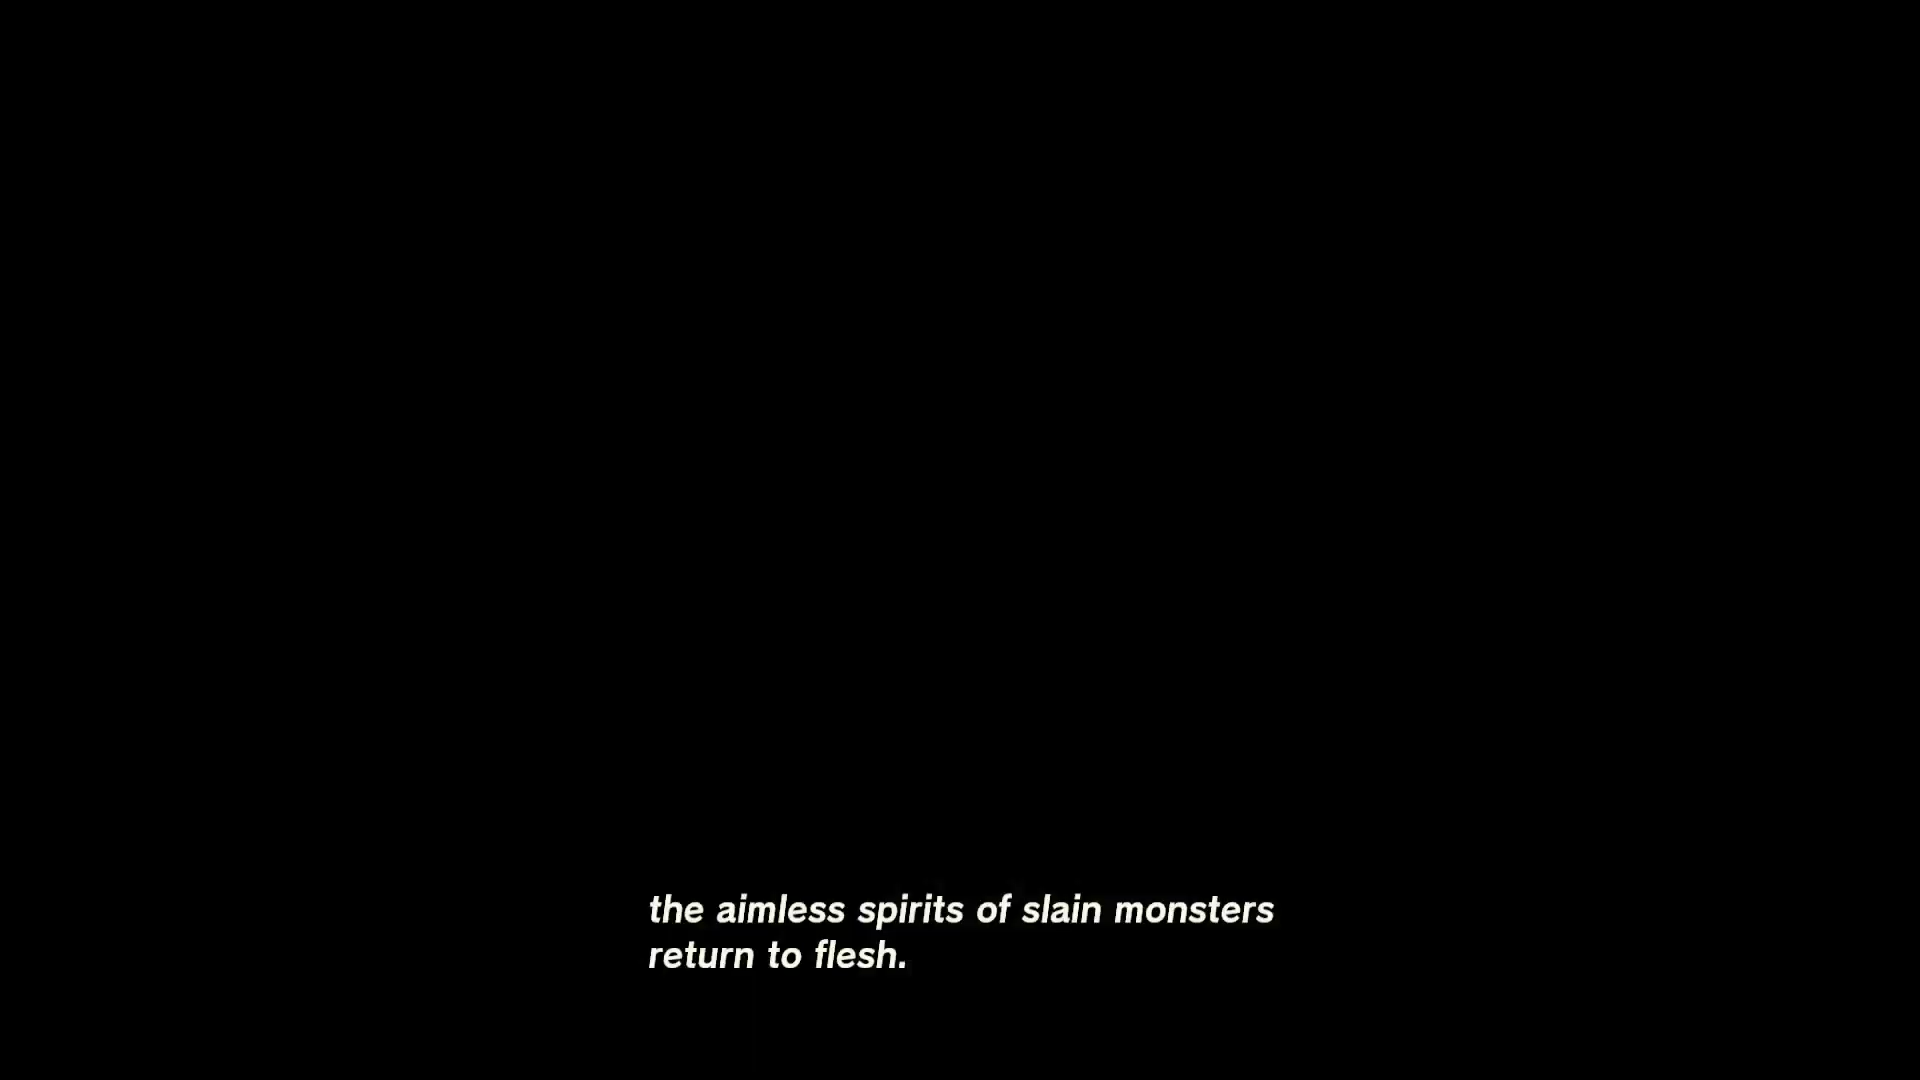 the aimless spirits of slain monsters
return to flesh.